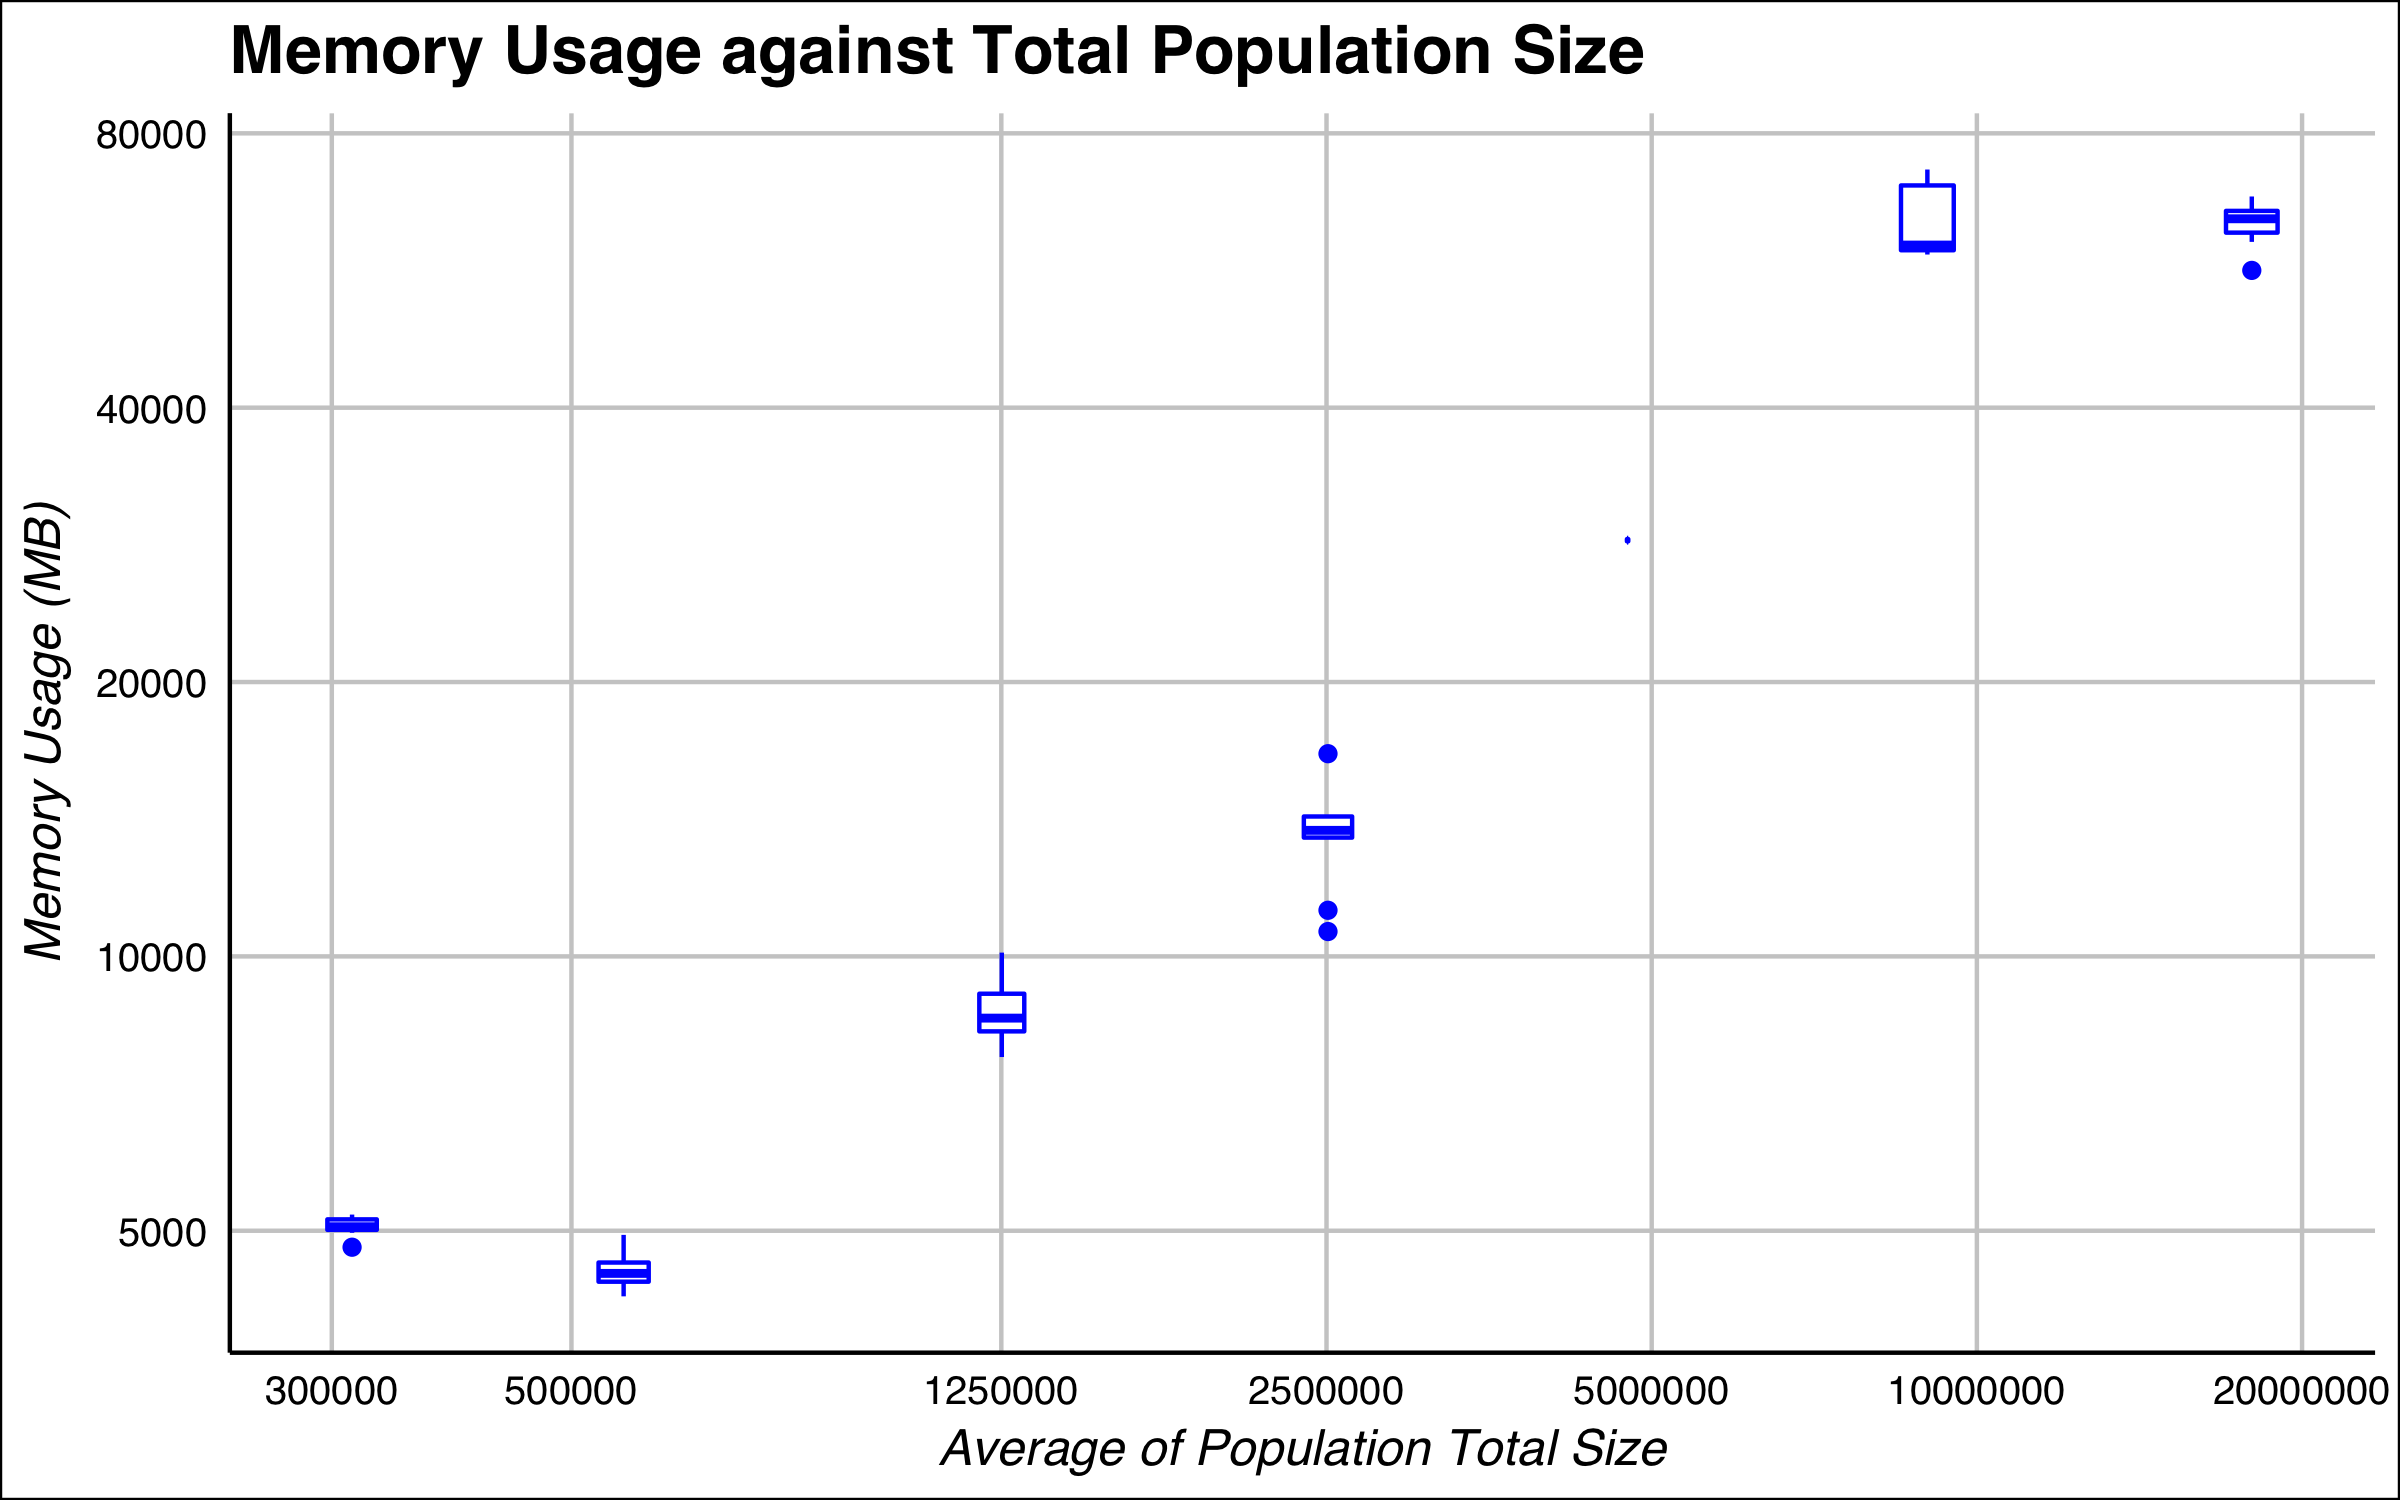 Memory Usage against Total Population Size
80000
40000
20000
10000
5000
Memory Usage (MB)
300000 500000 1250000 2500000 5000000 10000000 20000000
Average of Population Total Size